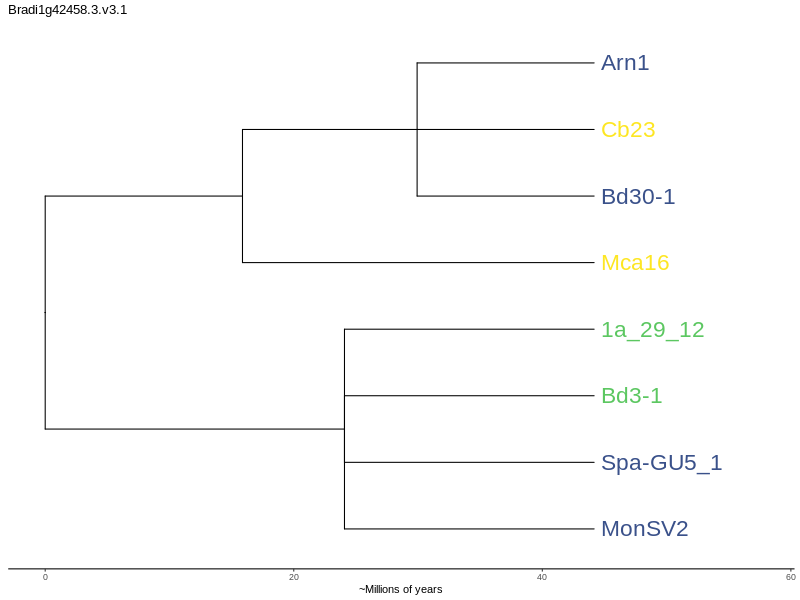 Bradi1g42458.3.v3.1
Arn1
Cb23
Bd30-1
Mca16
1a_29_12
Bd3-1
Spa-GU5_1
MonSV2
0 20 40 60
~Millions of years